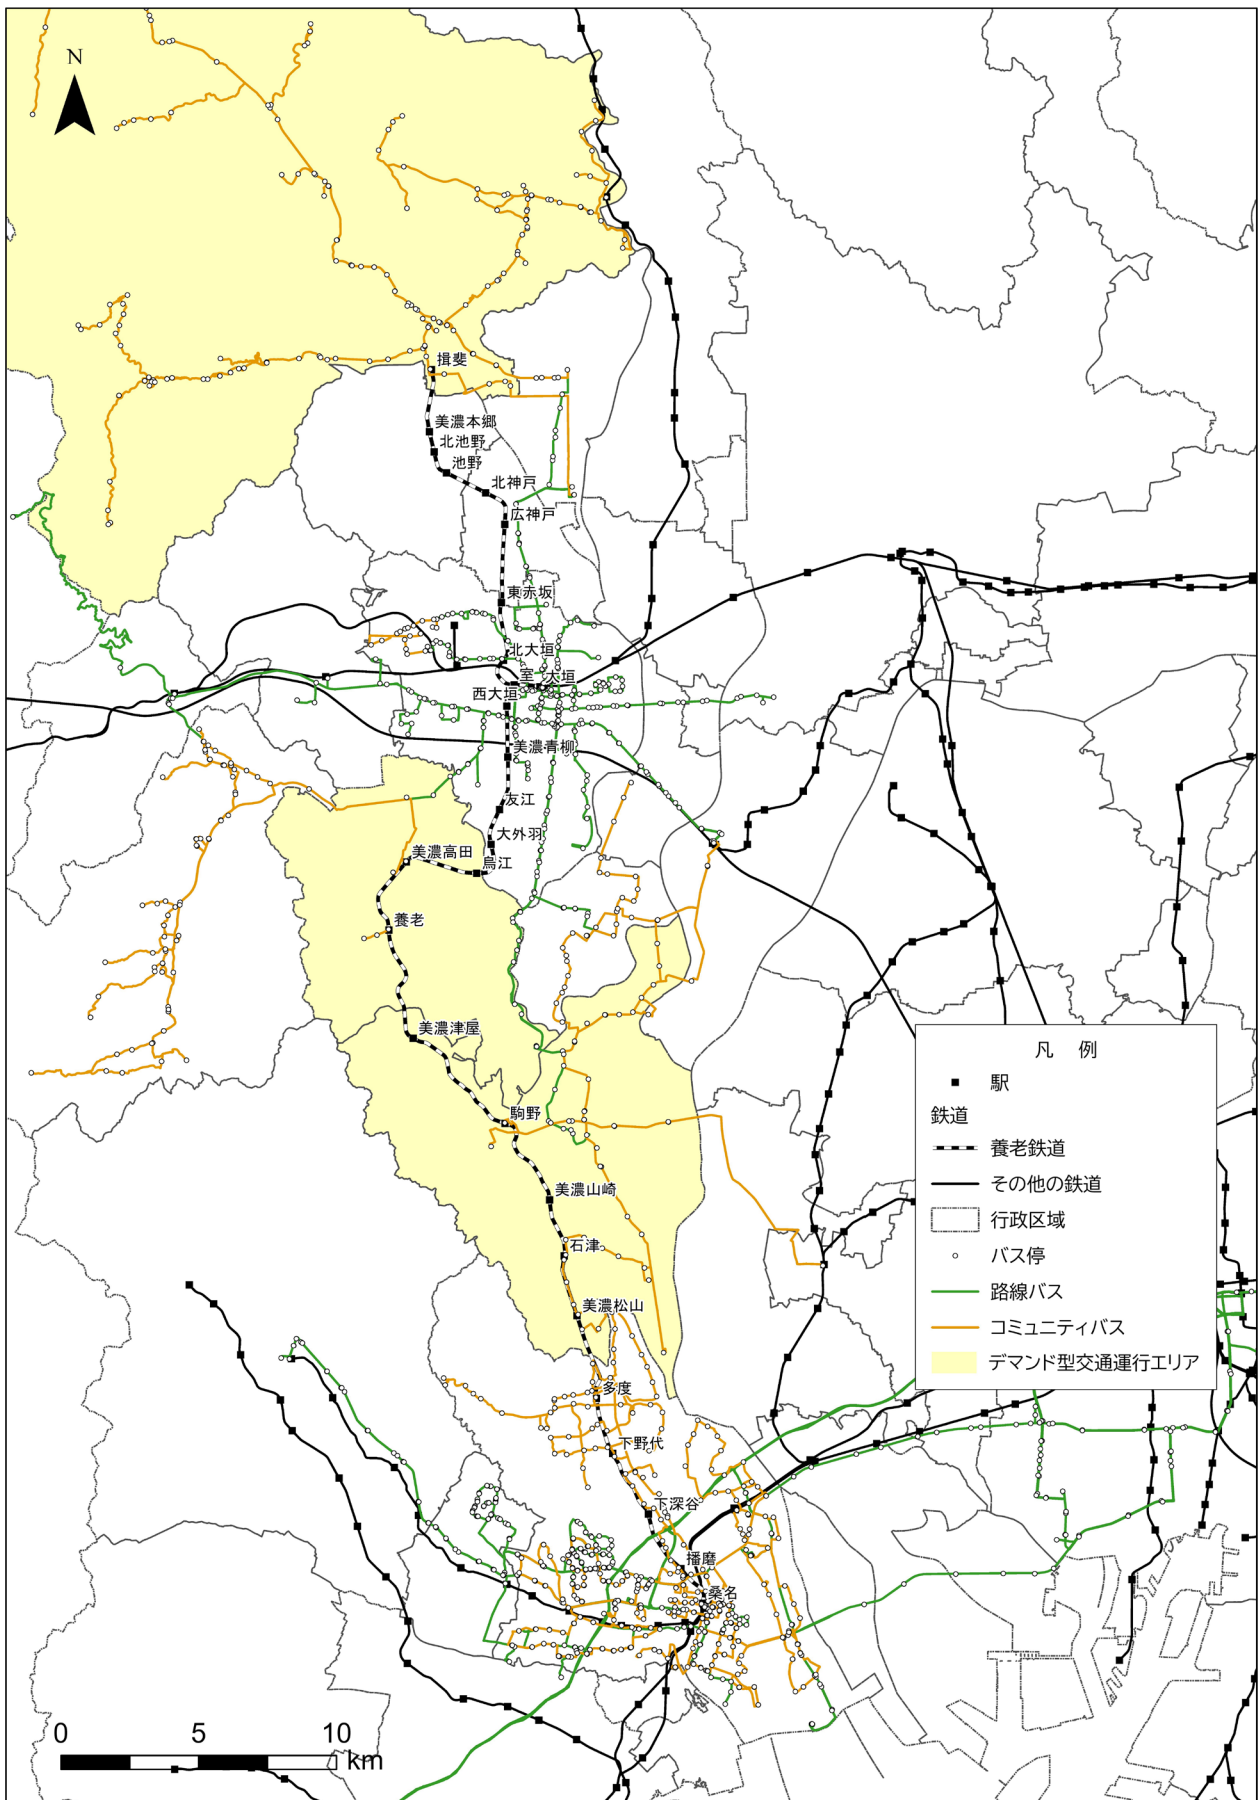 N
揖斐
美濃本郷
北池野
池野
北神戸
広神戸
東赤坂
北大垣
室
大垣
西大垣
美濃青柳
友江
大外羽
美濃高田
烏江
養老
美濃津屋
駒野
美濃山崎
石津
美濃松山
多度
下野代
下深谷
播磨
桑名
凡 例
駅
鉄道
養老鉄道
その他の鉄道
行政区域
バス停
路線バス
コミュニティバス
デマンド型交通運行エリア
0 5 10
km